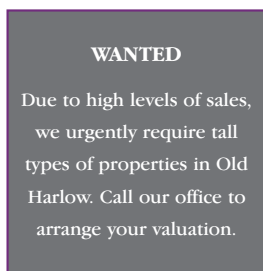 WANTED
Due to high levels of sales,
we urgently require tall
types of properties in Old
Harlow. Call our office to
arrange your valuation.